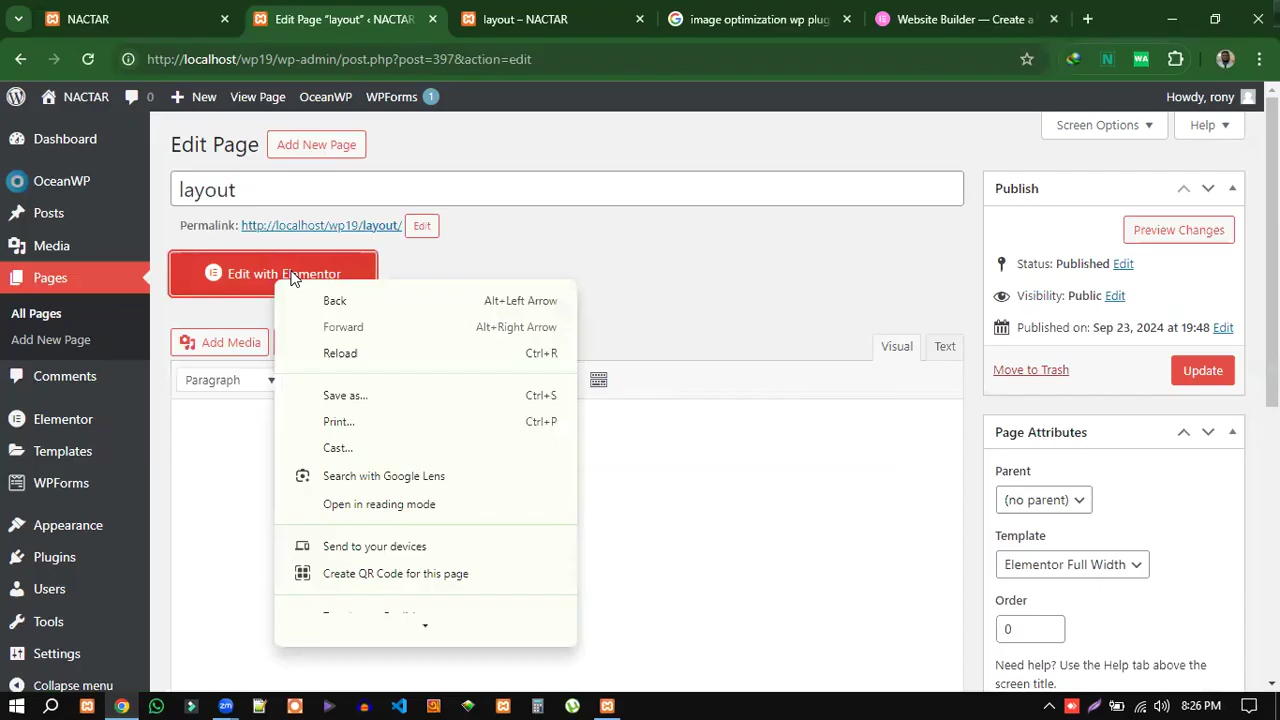 NACTAR
Edit Page “layout” ‹ NACTAR
layout – NACTAR
image optimization wp plug
Website Builder — Create a
http://localhost/wp19/wp-admin/post.php?post=397&action=edit
NACTAR
0
New
View Page
OceanWP
WPForms 1
Howdy, rony
Dashboard
OceanWP
Posts
Media
Pages
All Pages
Add New Page
Comments
Elementor
Templates
WPForms
Appearance
Plugins
Users
Tools
Settings
Collapse menu
Screen Options
Help
Edit Page
Add New Page
layout
Permalink: http://localhost/wp19/layout/ Edit
Edit with Elementor
Add Media
Visual
Text
Paragraph
Back Alt+Left Arrow
Forward Alt+Right Arrow
Reload Ctrl+R
Save as... Ctrl+S
Print... Ctrl+P
Cast...
Search with Google Lens
Open in reading mode
Send to your devices
Create QR Code for this page
Publish
Preview Changes
Status: Published Edit
Visibility: Public Edit
Published on: Sep 23, 2024 at 19:48 Edit
Move to Trash
Update
Page Attributes
Parent
(no parent)
Template
Elementor Full Width
Order
0
Need help? Use the Help tab above the
screen title.
8:26 PM